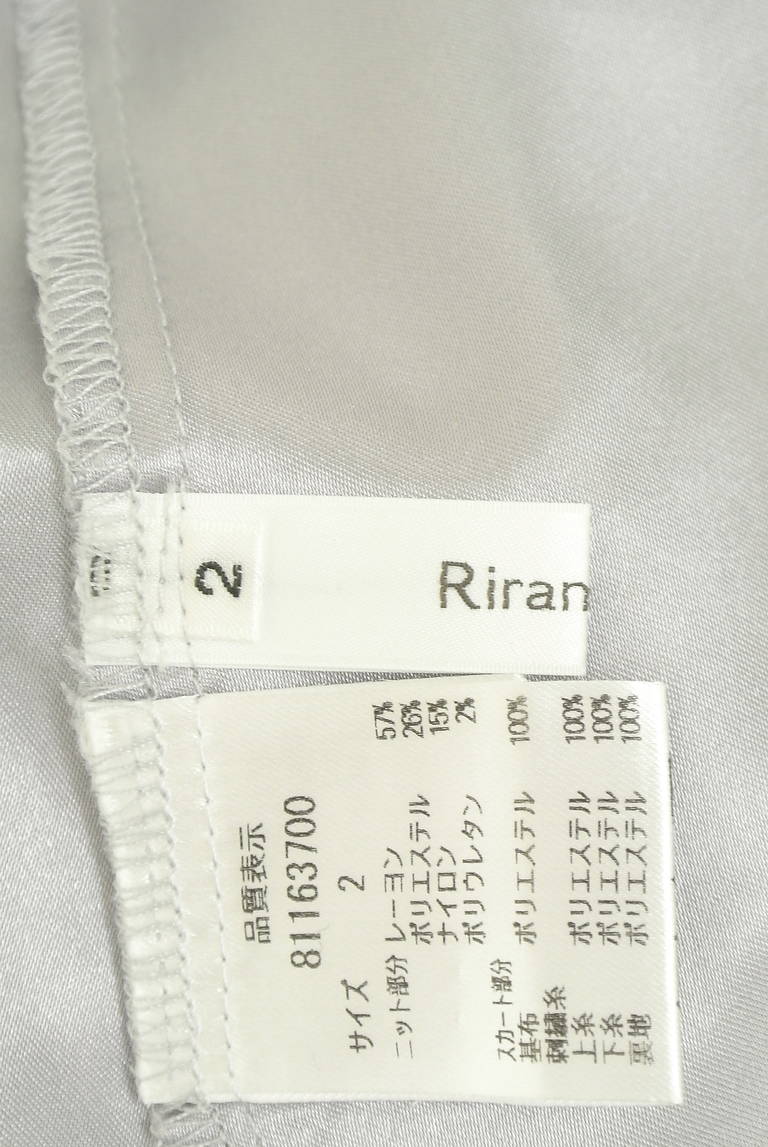 2
Riran
品質表示
81163700
サイズ 2
ニット部分 レーヨン 57%
ポリエステル 26%
ナイロン 15%
ポリウレタン 2%
スカート部分
基布 ポリエステル 100%
刺繍糸
上糸 ポリエステル 100%
下糸 ポリエステル 100%
裏地 ポリエステル 100%